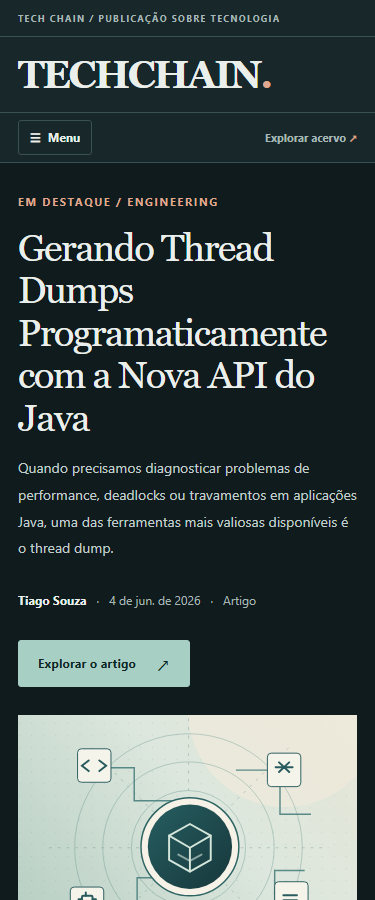 TECH CHAIN / PUBLICAÇÃO SOBRE TECNOLOGIA
TECHCHAIN.
☰ Menu
Explorar acervo ↗
EM DESTAQUE / ENGINEERING
Gerando Thread
Dumps
Programaticamente
com a Nova API do
Java
Quando precisamos diagnosticar problemas de
performance, deadlocks ou travamentos em aplicações
Java, uma das ferramentas mais valiosas disponíveis é
o thread dump.
Tiago Souza · 4 de jun. de 2026 · Artigo
Explorar o artigo ↗